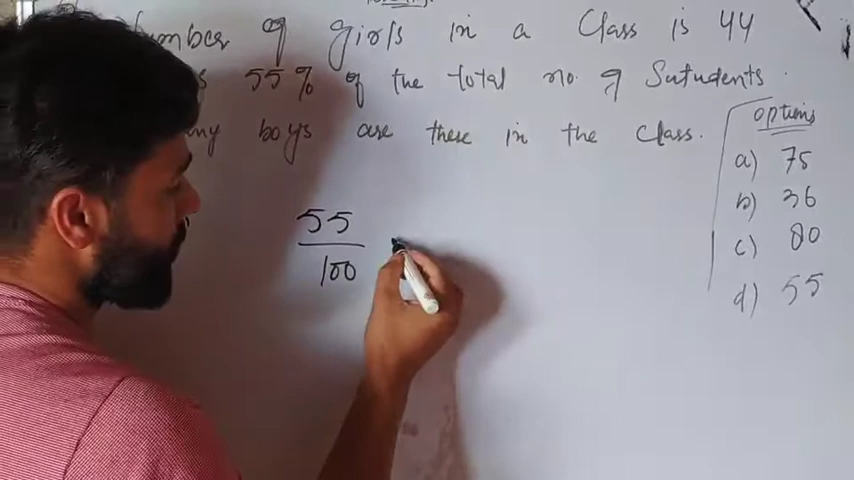 number of girls in a Class is 44
55% of the total no. of Sutudents.
boys are there in the Class.
options
a) 75
b) 36
c) 80
d) 55
55
100